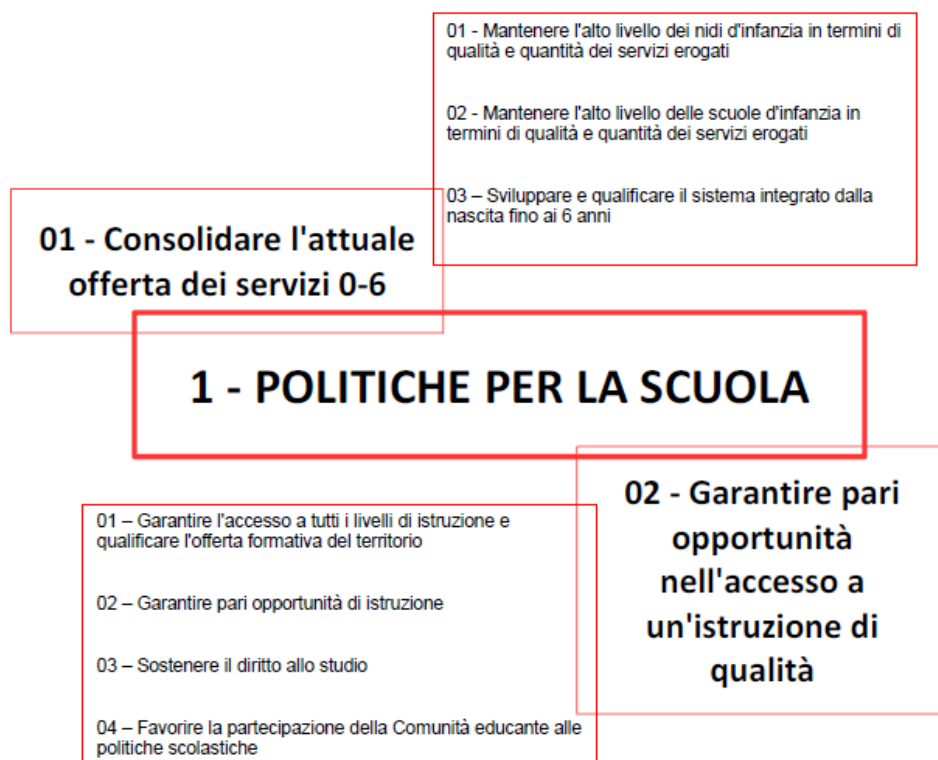 01 - Mantenere l'alto livello dei nidi d'infanzia in termini di
qualità e quantità dei servizi erogati
02 - Mantenere l'alto livello delle scuole d'infanzia in
termini di qualità e quantità dei servizi erogati
03 – Sviluppare e qualificare il sistema integrato dalla
nascita fino ai 6 anni
01 - Consolidare l'attuale
offerta dei servizi 0-6
1 - POLITICHE PER LA SCUOLA
02 - Garantire pari
opportunità
nell'accesso a
un'istruzione di
qualità
01 – Garantire l'accesso a tutti i livelli di istruzione e
qualificare l'offerta formativa del territorio
02 – Garantire pari opportunità di istruzione
03 – Sostenere il diritto allo studio
04 – Favorire la partecipazione della Comunità educante alle
politiche scolastiche